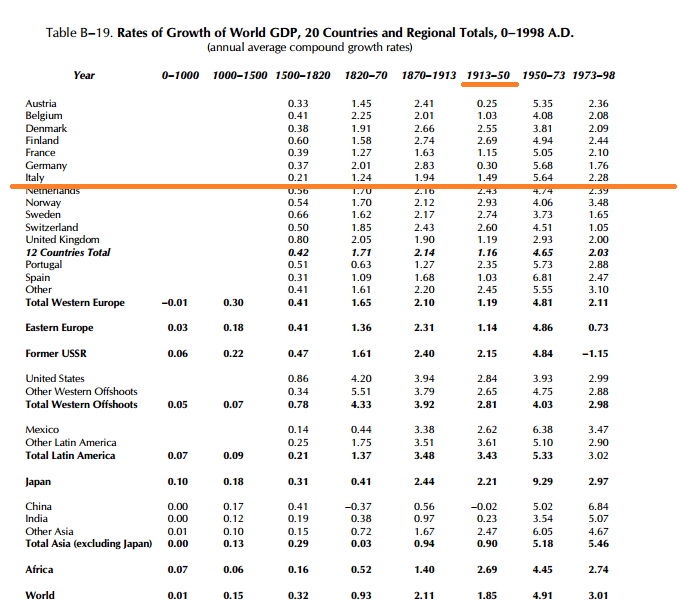 Table B–19. Rates of Growth of World GDP, 20 Countries and Regional Totals, 0–1998 A.D.
(annual average compound growth rates)
Year 0–1000 1000–1500 1500–1820 1820–70 1870–1913 1913–50 1950–73 1973–98
Austria 0.33 1.45 2.41 0.25 5.35 2.36
Belgium 0.41 2.25 2.01 1.03 4.08 2.08
Denmark 0.38 1.91 2.66 2.55 3.81 2.09
Finland 0.60 1.58 2.74 2.69 4.94 2.44
France 0.39 1.27 1.63 1.15 5.05 2.10
Germany 0.37 2.01 2.83 0.30 5.68 1.76
Italy 0.21 1.24 1.94 1.49 5.64 2.28
Netherlands 0.56 1.70 2.16 2.43 4.74 2.39
Norway 0.54 1.70 2.12 2.93 4.06 3.48
Sweden 0.66 1.62 2.17 2.74 3.73 1.65
Switzerland 0.50 1.85 2.43 2.60 4.51 1.05
United Kingdom 0.80 2.05 1.90 1.19 2.93 2.00
12 Countries Total 0.42 1.71 2.14 1.16 4.65 2.03
Portugal 0.51 0.63 1.27 2.35 5.73 2.88
Spain 0.31 1.09 1.68 1.03 6.81 2.47
Other 0.41 1.61 2.20 2.45 5.55 3.10
Total Western Europe –0.01 0.30 0.41 1.65 2.10 1.19 4.81 2.11
Eastern Europe 0.03 0.18 0.41 1.36 2.31 1.14 4.86 0.73
Former USSR 0.06 0.22 0.47 1.61 2.40 2.15 4.84 –1.15
United States 0.86 4.20 3.94 2.84 3.93 2.99
Other Western Offshoots 0.34 5.51 3.79 2.65 4.75 2.88
Total Western Offshoots 0.05 0.07 0.78 4.33 3.92 2.81 4.03 2.98
Mexico 0.14 0.44 3.38 2.62 6.38 3.47
Other Latin America 0.25 1.75 3.51 3.61 5.10 2.90
Total Latin America 0.07 0.09 0.21 1.37 3.48 3.43 5.33 3.02
Japan 0.10 0.18 0.31 0.41 2.44 2.21 9.29 2.97
China 0.00 0.17 0.41 –0.37 0.56 –0.02 5.02 6.84
India 0.00 0.12 0.19 0.38 0.97 0.23 3.54 5.07
Other Asia 0.01 0.10 0.15 0.72 1.67 2.47 6.05 4.67
Total Asia (excluding Japan) 0.00 0.13 0.29 0.03 0.94 0.90 5.18 5.46
Africa 0.07 0.06 0.16 0.52 1.40 2.69 4.45 2.74
World 0.01 0.15 0.32 0.93 2.11 1.85 4.91 3.01